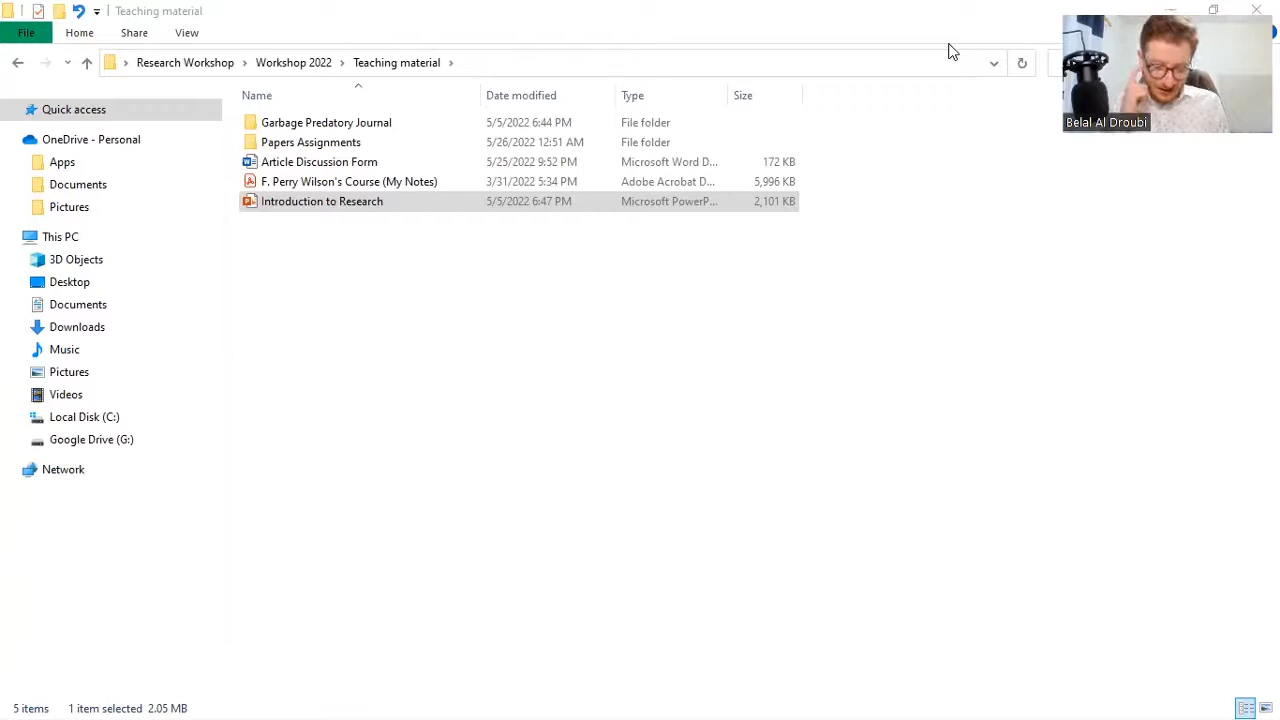 Teaching material
File Home Share View
Research Workshop Workshop 2022 Teaching material
Name Date modified Type Size
Quick access
OneDrive - Personal
Apps
Documents
Pictures
This PC
3D Objects
Desktop
Documents
Downloads
Music
Pictures
Videos
Local Disk (C:)
Google Drive (G:)
Network
Garbage Predatory Journal 5/5/2022 6:44 PM File folder
Papers Assignments 5/26/2022 12:51 AM File folder
Article Discussion Form 5/25/2022 9:52 PM Microsoft Word D... 172 KB
F. Perry Wilson's Course (My Notes) 3/31/2022 5:34 PM Adobe Acrobat D... 5,996 KB
Introduction to Research 5/5/2022 6:47 PM Microsoft PowerP... 2,101 KB
Belal Al Droubi
5 items 1 item selected 2.05 MB